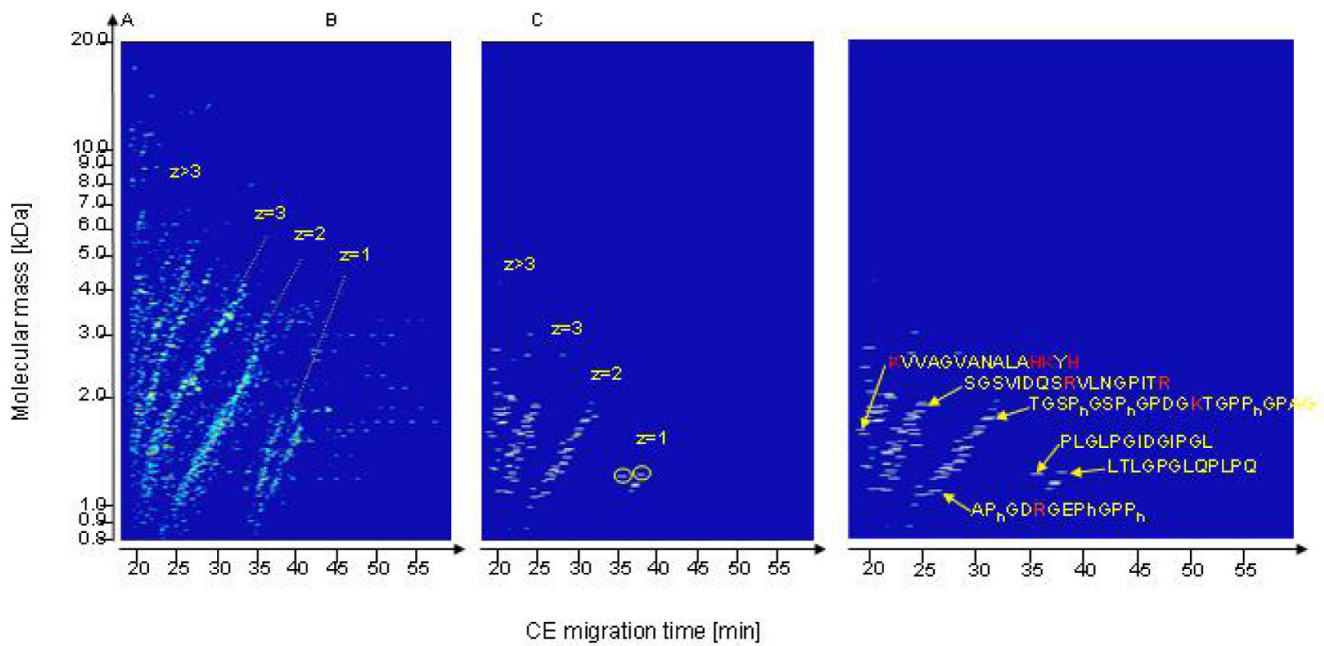 A B C
Molecular mass [kDa]
20.0
10.0
9.0
8.0
7.0
6.0
5.0
4.0
3.0
2.0
1.0
0.9
0.8
z>3
z=3
z=2
z=1
20 25 30 35 40 45 50 55
z>3
z=3
z=2
z=1
20 25 30 35 40 45 50 55
RVVAGVANALAHKYH
SGSVIDQSRVLNGPITR
TGSPhGSPhGPDGKTGPPhGPAG
PLGLPGIDGIPGL
LTLGPGLQPLPQ
APhGDRGEPhGPPh
20 25 30 35 40 45 50 55
CE migration time [min]